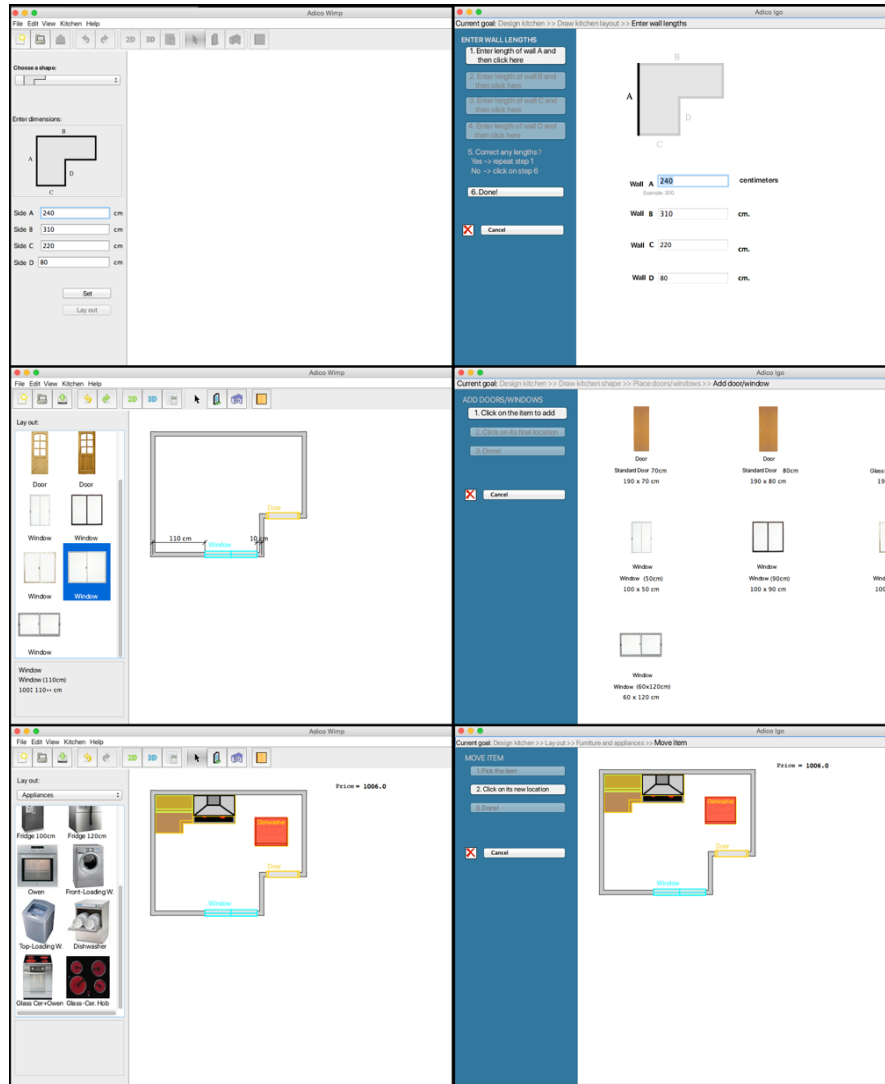 Adico Wimp
File Edit View Kitchen Help
2D 3D
Choose a shape:
Enter dimensions:
B
A
D
C
Side A 240 cm
Side B 310 cm
Side C 220 cm
Side D 80 cm
Set
Lay out
Adico Igo
Current goal: Design kitchen >> Draw kitchen layout >> Enter wall lengths
ENTER WALL LENGTHS
1. Enter length of wall A and
then click here
2. Enter length of wall B and
then click here
3. Enter length of wall C and
then click here
4. Enter length of wall D and
then click here
5. Correct any lengths?
Yes -> repeat step 1
No -> click on step 6
6. Done!
Cancel
B
A
D
C
Wall A 240 centimeters
Example: 300
Wall B 310 cm.
Wall C 220 cm.
Wall D 80 cm.
Adico Wimp
File Edit View Kitchen Help
2D 3D
Lay out:
Door Door
Window Window
Window Window
Window
Window
Window (110cm)
100↕ 110↔ cm
Door
110 cm
Window
10 cm
Adico Igo
Current goal: Design kitchen >> Draw kitchen shape >> Place doors/windows >> Add door/window
ADD DOORS/WINDOWS
1. Click on the item to add
2. Click on its final location
3. Done!
Cancel
Door Door
Standard Door 70cm Standard Door 80cm Glass
190 x 70 cm 190 x 80 cm 19
Window Window
Window (50cm) Window (90cm) Wind
100 x 50 cm 100 x 90 cm 100
Window
Window (60x120cm)
60 x 120 cm
Adico Wimp
File Edit View Kitchen Help
2D 3D
Lay out:
Appliances
Fridge 100cm Fridge 120cm
Owen Front-Loading W.
Top-Loading W. Dishwasher
Glass Cer+Owen Glass-Cer. Hob
Price = 1006.0
Dishwasher
Door
Window
Adico Igo
Current goal: Design kitchen >> Lay out >> Furniture and appliances >> Move item
MOVE ITEM
1. Pick the item
2. Click on its new location
3. Done!
Cancel
Price = 1006.0
Dishwasher
Door
Window